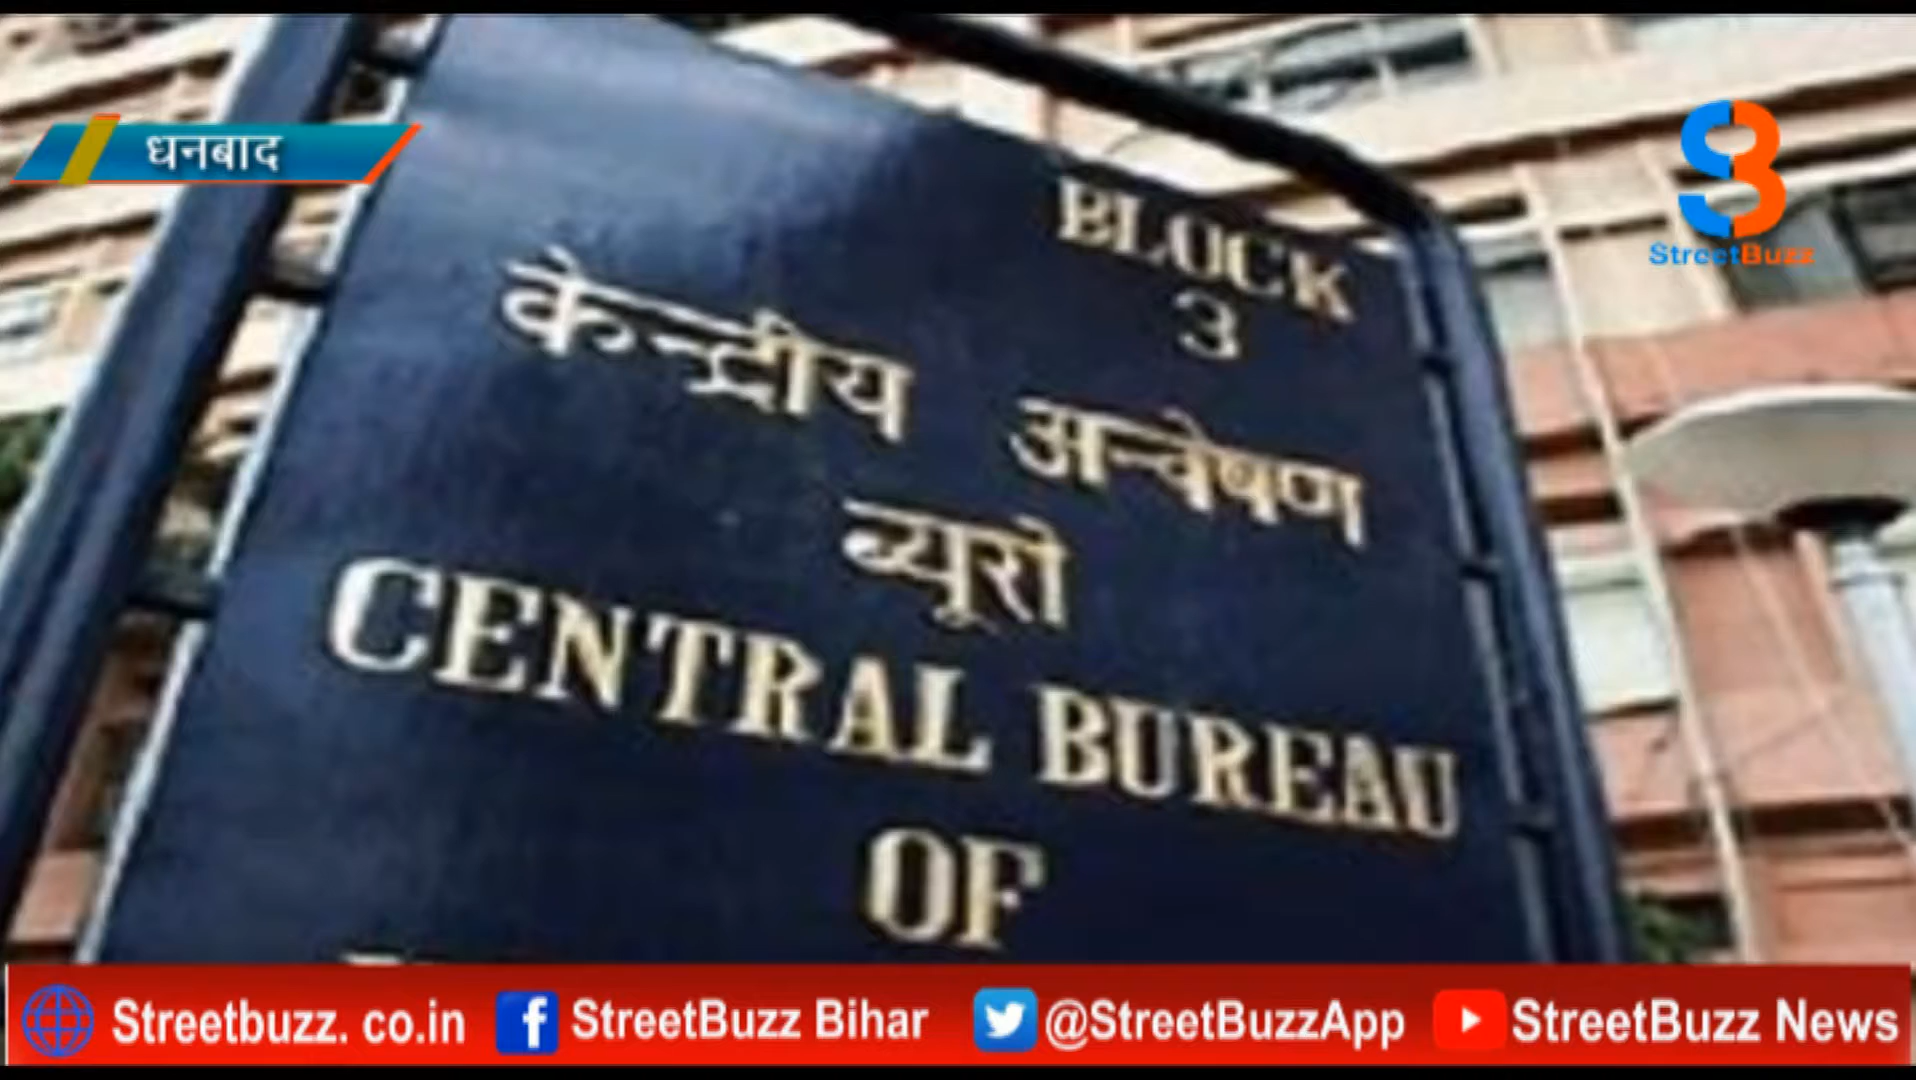 धनबाद
StreetBuzz
BLOCK
3
केन्द्रीय अन्वेषण
ब्यूरो
CENTRAL BUREAU
OF
Streetbuzz. co.in StreetBuzz Bihar @StreetBuzzApp StreetBuzz News